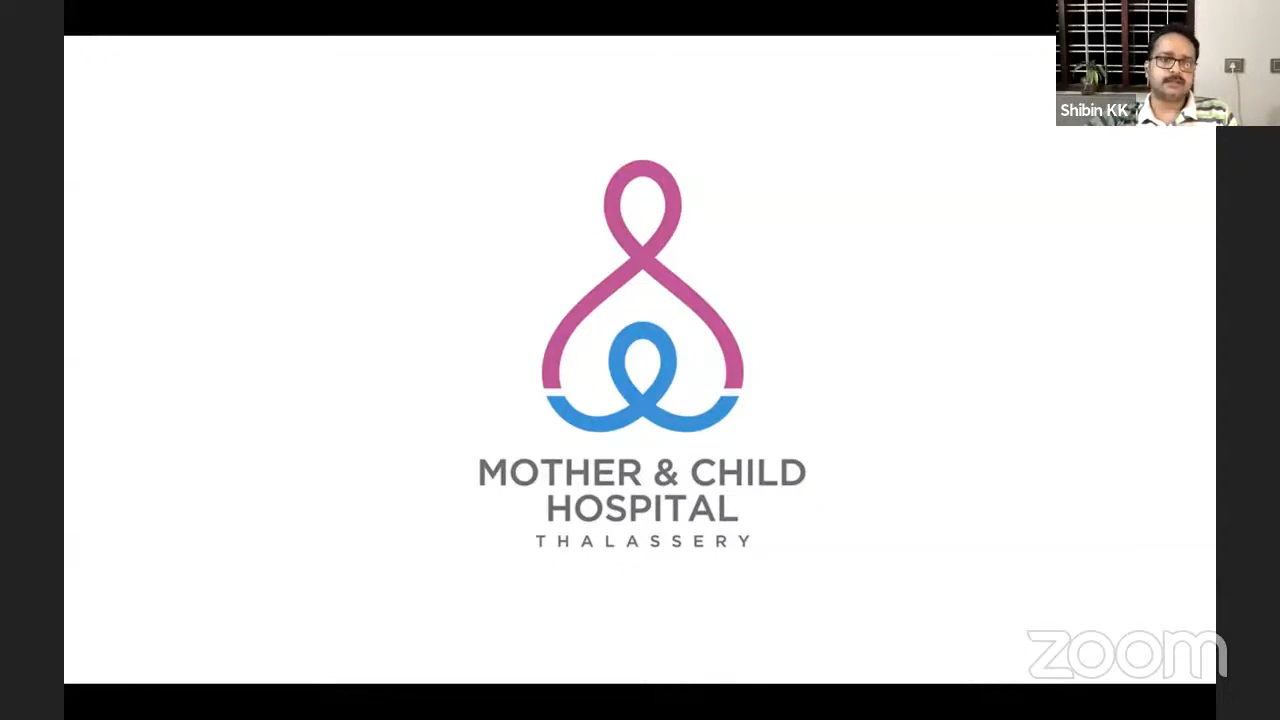 Shibin KK
MOTHER & CHILD
HOSPITAL
THALASSERY
zoom